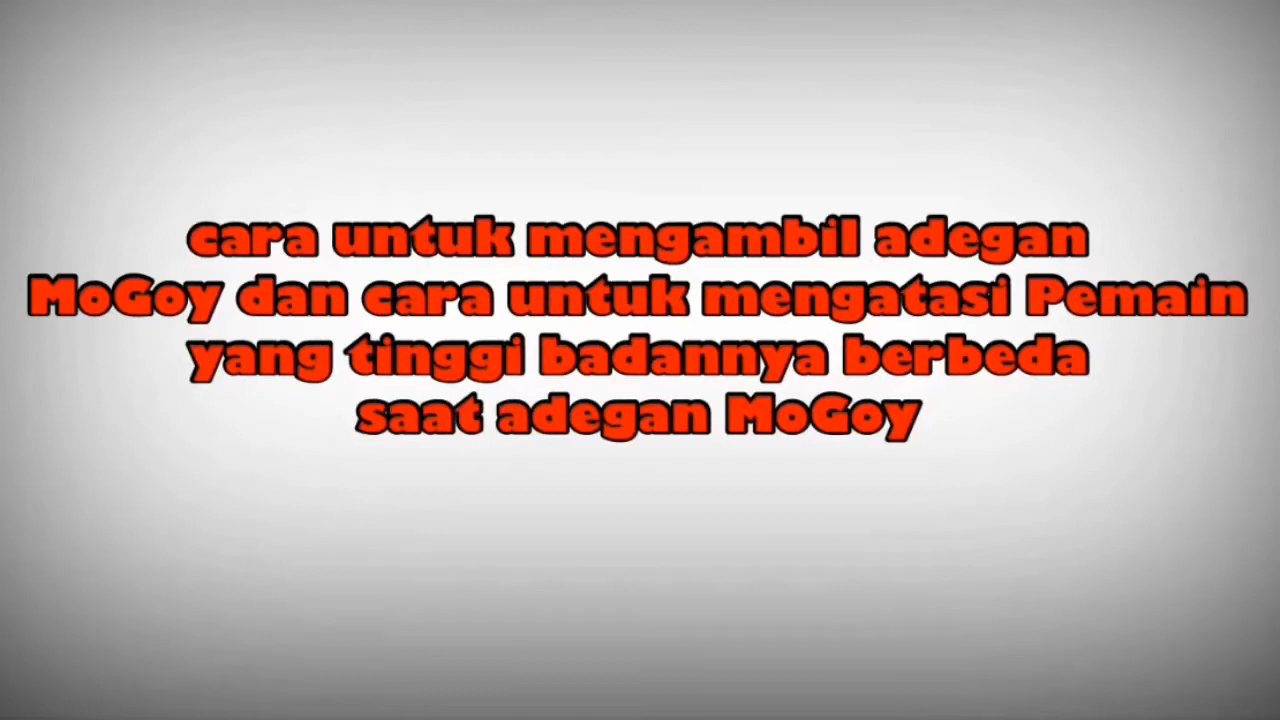 cara untuk mengambil adegan
MoGoy dan cara untuk mengatasi Pemain
yang tinggi badannya berbeda
saat adegan MoGoy